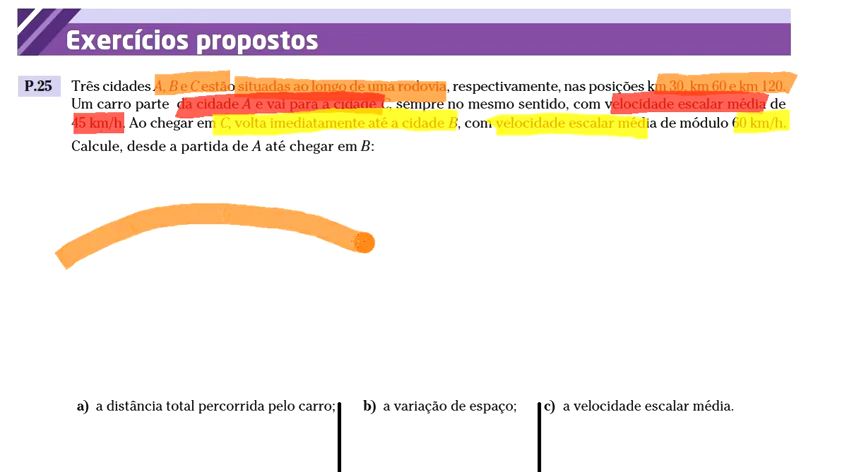 Exercícios propostos
P.25 Três cidades A, B e C estão situadas ao longo de uma rodovia, respectivamente, nas posições km 30, km 60 e km 120.
Um carro parte da cidade A e vai para a cidade C, sempre no mesmo sentido, com velocidade escalar média de
45 km/h. Ao chegar em C, volta imediatamente até a cidade B, com velocidade escalar média de módulo 60 km/h.
Calcule, desde a partida de A até chegar em B:
a) a distância total percorrida pelo carro; b) a variação de espaço; c) a velocidade escalar média.